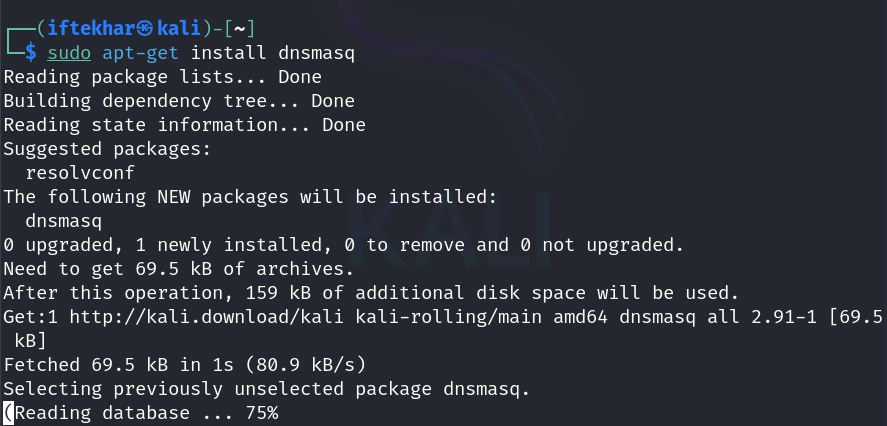 ┌──(iftekhar㉿kali)-[~]
└─$ sudo apt-get install dnsmasq
Reading package lists... Done
Building dependency tree... Done
Reading state information... Done
Suggested packages:
  resolvconf
The following NEW packages will be installed:
  dnsmasq
0 upgraded, 1 newly installed, 0 to remove and 0 not upgraded.
Need to get 69.5 kB of archives.
After this operation, 159 kB of additional disk space will be used.
Get:1 http://kali.download/kali kali-rolling/main amd64 dnsmasq all 2.91-1 [69.5
 kB]
Fetched 69.5 kB in 1s (80.9 kB/s)
Selecting previously unselected package dnsmasq.
(Reading database ... 75%
KALI